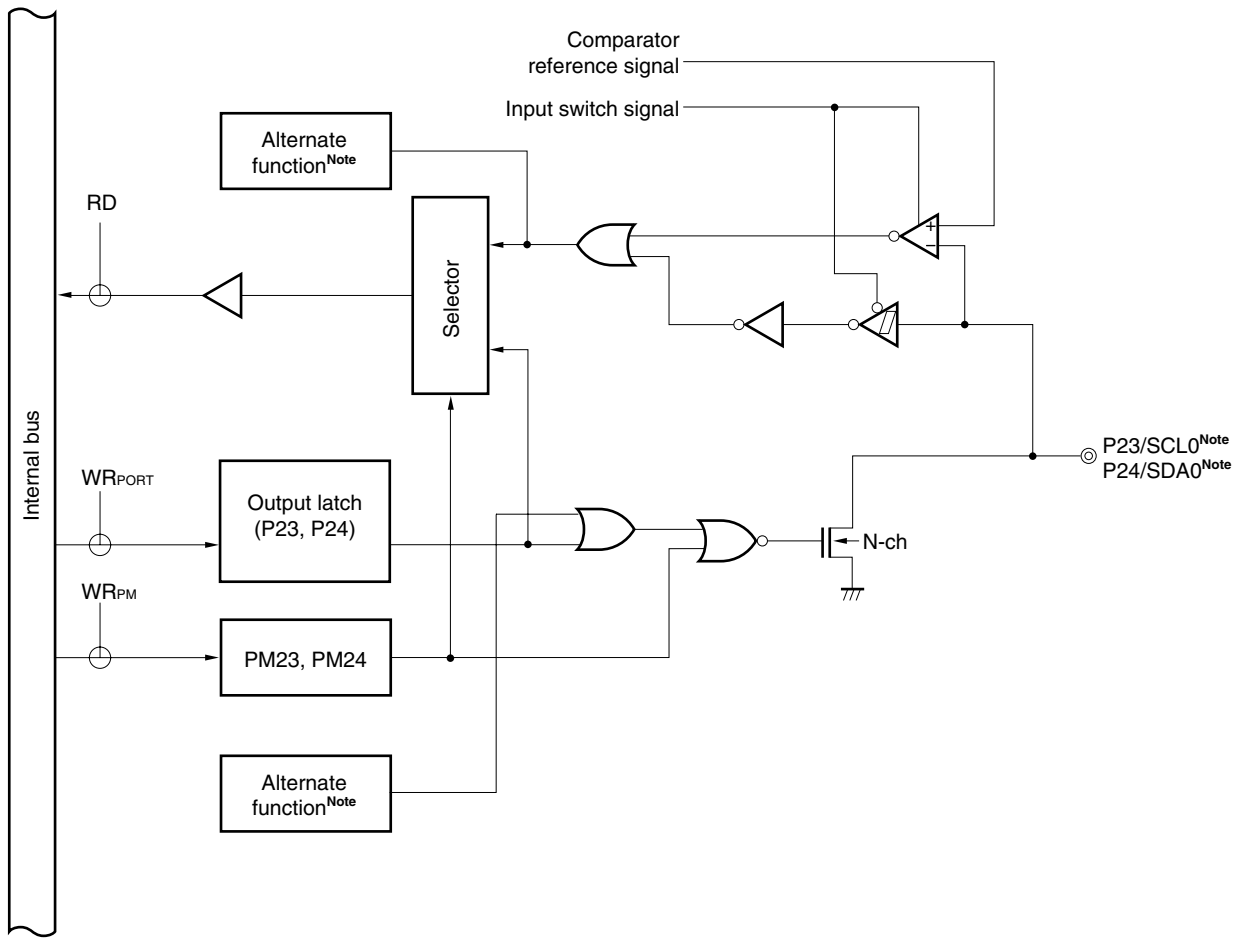 Comparator
reference signal
Input switch signal
Alternate
functionNote
RD
+
−
Selector
Internal bus
P23/SCL0Note
P24/SDA0Note
WRPORT
Output latch
(P23, P24)
N-ch
WRPM
PM23, PM24
Alternate
functionNote